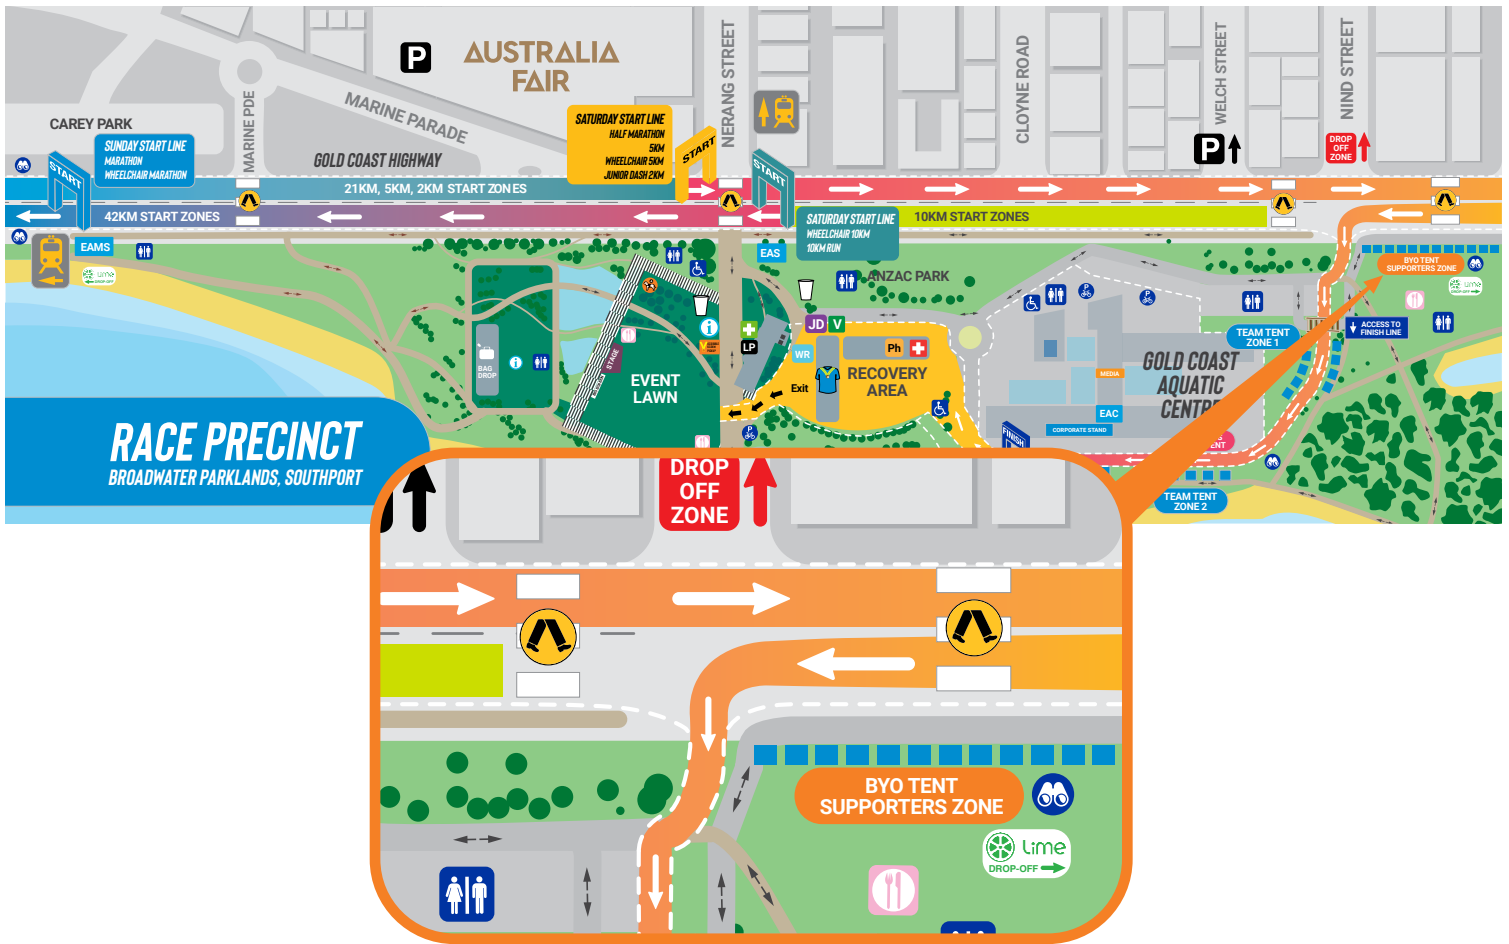 P
AUSTRALIA
FAIR
NERANG STREET
CLOYNE ROAD
WELCH STREET
NIND STREET
MARINE PDE
MARINE PARADE
CAREY PARK
SUNDAY START LINE
MARATHON
WHEELCHAIR MARATHON
START
GOLD COAST HIGHWAY
SATURDAY START LINE
HALF MARATHON
5KM
WHEELCHAIR 5KM
JUNIOR DASH 2KM
START
START
P
DROP
OFF
ZONE
21KM, 5KM, 2KM START ZONES
42KM START ZONES
10KM START ZONES
SATURDAY START LINE
WHEELCHAIR 10KM
10KM RUN
EAMS
Lime
DROP-OFF
EAS
ANZAC PARK
BYO TENT
SUPPORTERS ZONE
Lime
DROP-OFF
P
P
P
JD
V
LP
WR
Ph
RECOVERY
AREA
Exit
BAG
DROP
i
i
STAGE
EVENT
LAWN
TEAM TENT
ZONE 1
ACCESS TO
FINISH LINE
GOLD COAST
AQUATIC
CENTRE
MEDIA
EAC
CORPORATE STAND
FINISH
TEAM TENT
ZONE 2
RACE PRECINCT
BROADWATER PARKLANDS, SOUTHPORT
DROP
OFF
ZONE
BYO TENT
SUPPORTERS ZONE
Lime
DROP-OFF